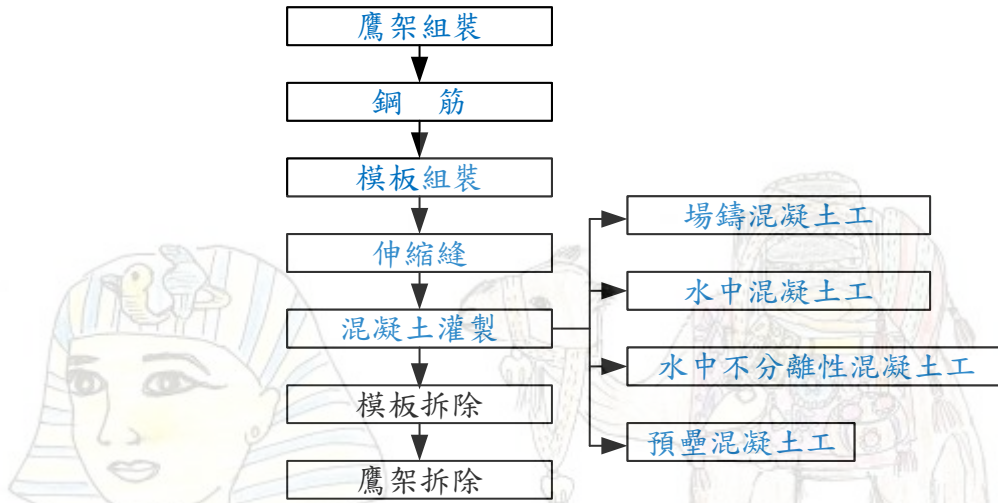 鷹架組裝
鋼 筋
模板組裝
伸縮縫
混凝土灌製
模板拆除
鷹架拆除
場鑄混凝土工
水中混凝土工
水中不分離性混凝土工
預壘混凝土工